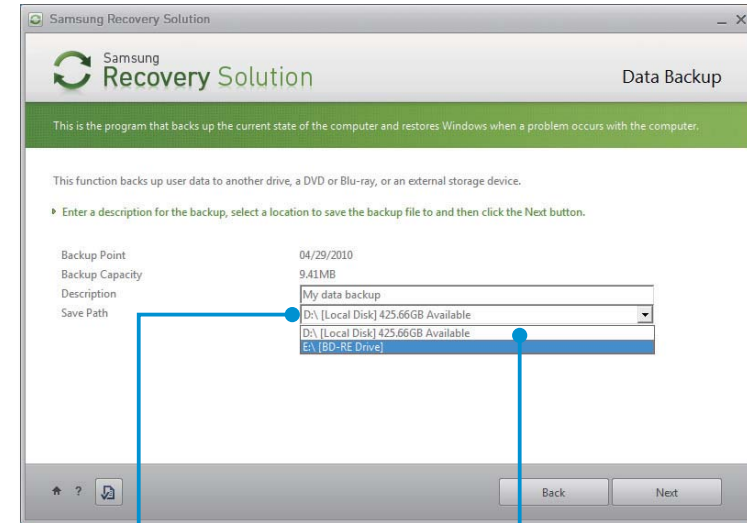 Samsung Recovery Solution
Samsung
Recovery Solution
Data Backup
This is the program that backs up the current state of the computer and restores Windows when a problem occurs with the computer.
This function backs up user data to another drive, a DVD or Blu-ray, or an external storage device.
Enter a description for the backup, select a location to save the backup file to and then click the Next button.
Backup Point 04/29/2010
Backup Capacity 9.41MB
Description My data backup
Save Path D:\ [Local Disk] 425.66GB Available
D:\ [Local Disk] 425.66GB Available
E:\ [BD-RE Drive]
? Back Next